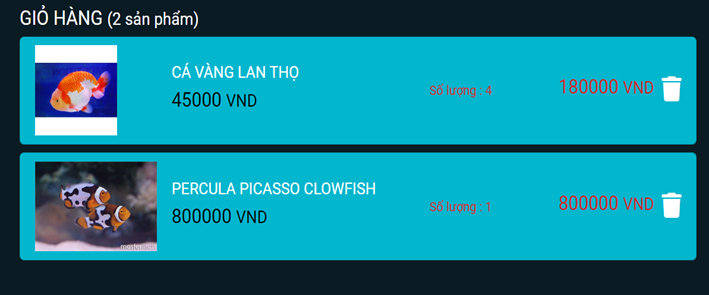 GIỎ HÀNG (2 sản phẩm)
CÁ VÀNG LAN THỌ
45000 VND
Số lượng : 4
180000 VND
PERCULA PICASSO CLOWFISH
800000 VND
Số lượng : 1
800000 VND